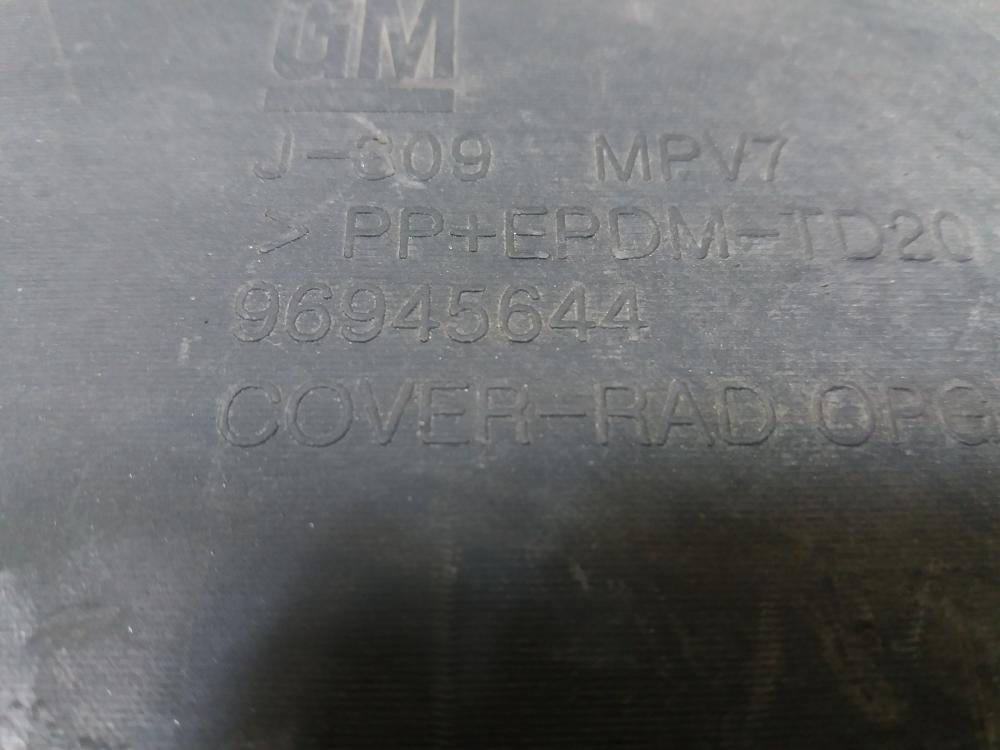 GM
J-309 MPV7
> PP+EPDM-TD20
96945644
COVER-RAD OPG